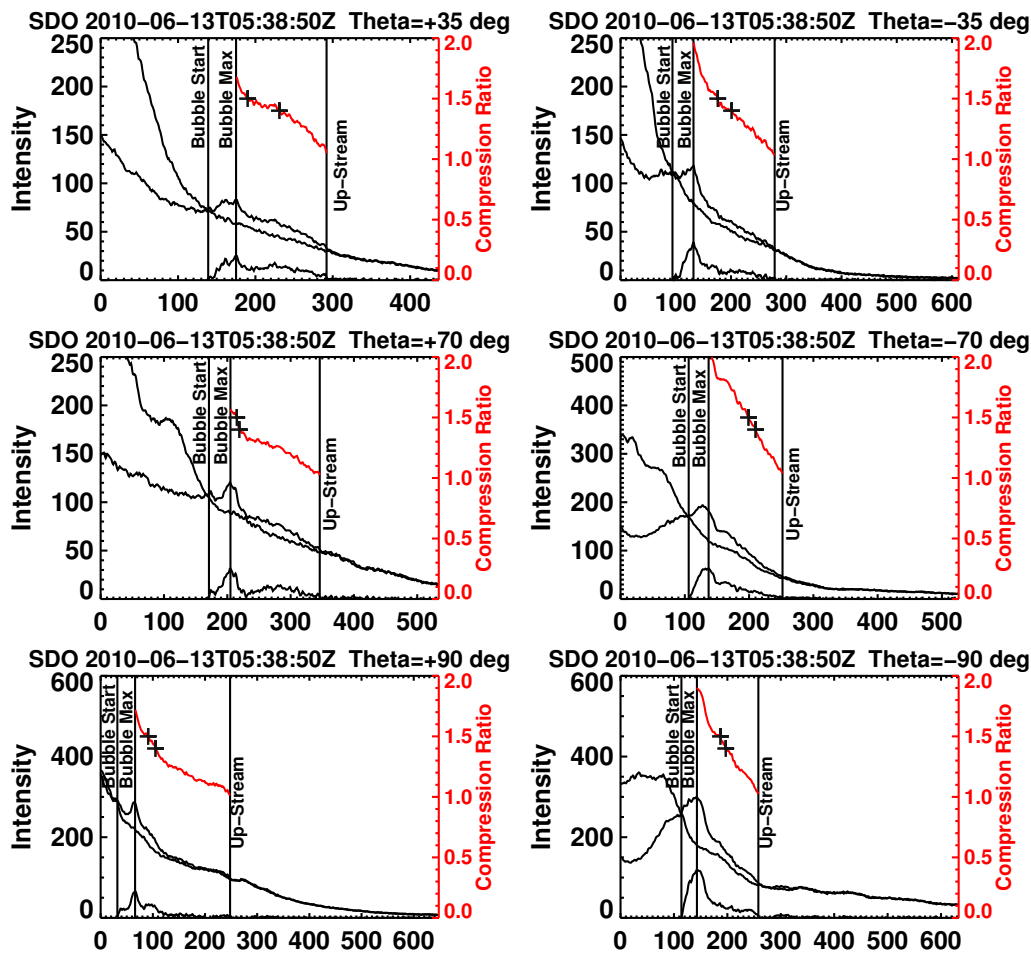 SDO 2010−06−13T05:38:50Z Theta=+35 deg
250
200
150
100
50
0
Intensity
Bubble Start
Bubble Max
Up−Stream
2.0
1.5
1.0
0.5
0.0
Compression Ratio
0 100 200 300 400
SDO 2010−06−13T05:38:50Z Theta=−35 deg
250
200
150
100
50
0
Intensity
Bubble Start
Bubble Max
Up−Stream
2.0
1.5
1.0
0.5
0.0
Compression Ratio
0 100 200 300 400 500 600
SDO 2010−06−13T05:38:50Z Theta=+70 deg
250
200
150
100
50
0
Intensity
Bubble Start
Bubble Max
Up−Stream
2.0
1.5
1.0
0.5
0.0
Compression Ratio
0 100 200 300 400 500
SDO 2010−06−13T05:38:50Z Theta=−70 deg
500
400
300
200
100
0
Intensity
Bubble Start
Bubble Max
Up−Stream
2.0
1.5
1.0
0.5
0.0
Compression Ratio
0 100 200 300 400 500
SDO 2010−06−13T05:38:50Z Theta=+90 deg
600
400
200
0
Intensity
Bubble Start
Bubble Max
Up−Stream
2.0
1.5
1.0
0.5
0.0
Compression Ratio
0 100 200 300 400 500 600
SDO 2010−06−13T05:38:50Z Theta=−90 deg
600
400
200
0
Intensity
Bubble Start
Bubble Max
Up−Stream
2.0
1.5
1.0
0.5
0.0
Compression Ratio
0 100 200 300 400 500 600